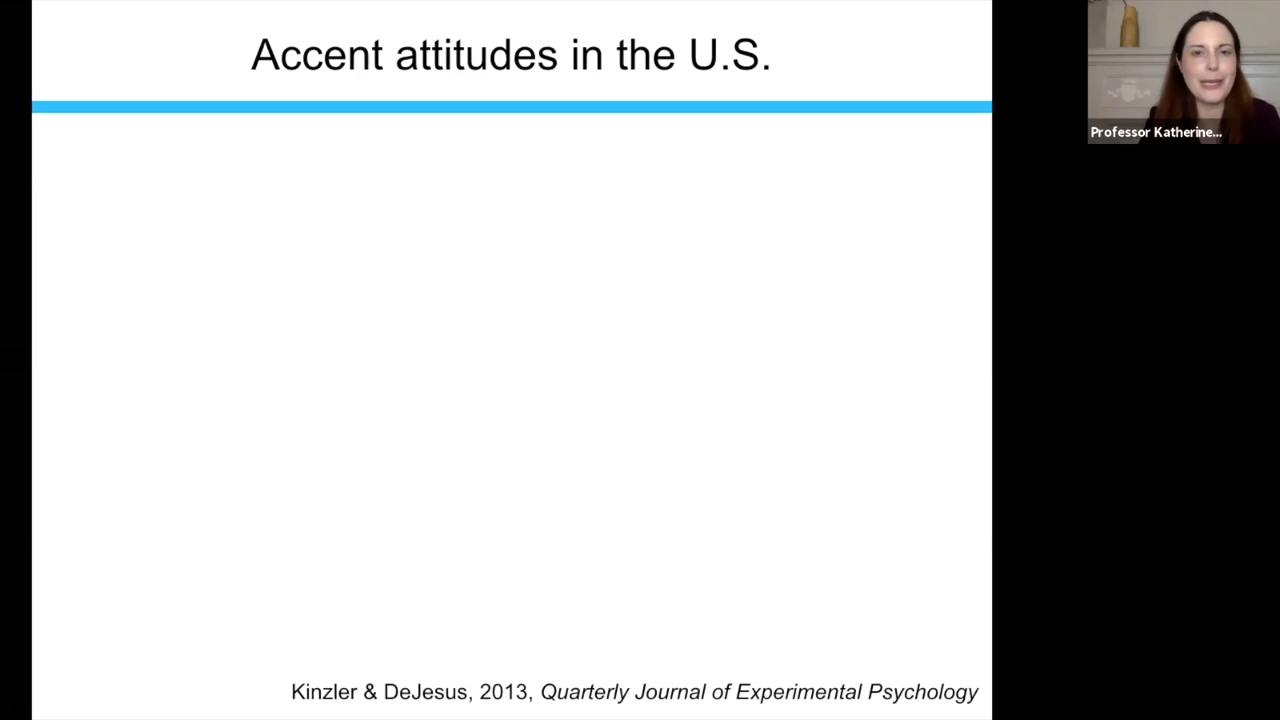 Accent attitudes in the U.S.
Professor Katherine...
Kinzler & DeJesus, 2013, Quarterly Journal of Experimental Psychology